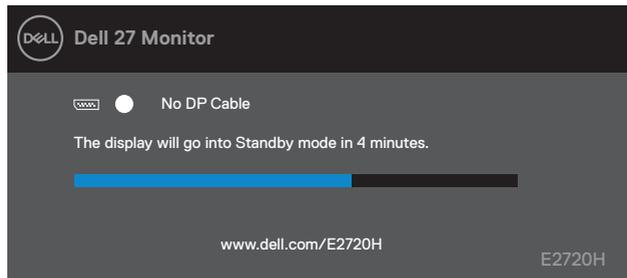 DELL Dell 27 Monitor
No DP Cable
The display will go into Standby mode in 4 minutes.
www.dell.com/E2720H
E2720H